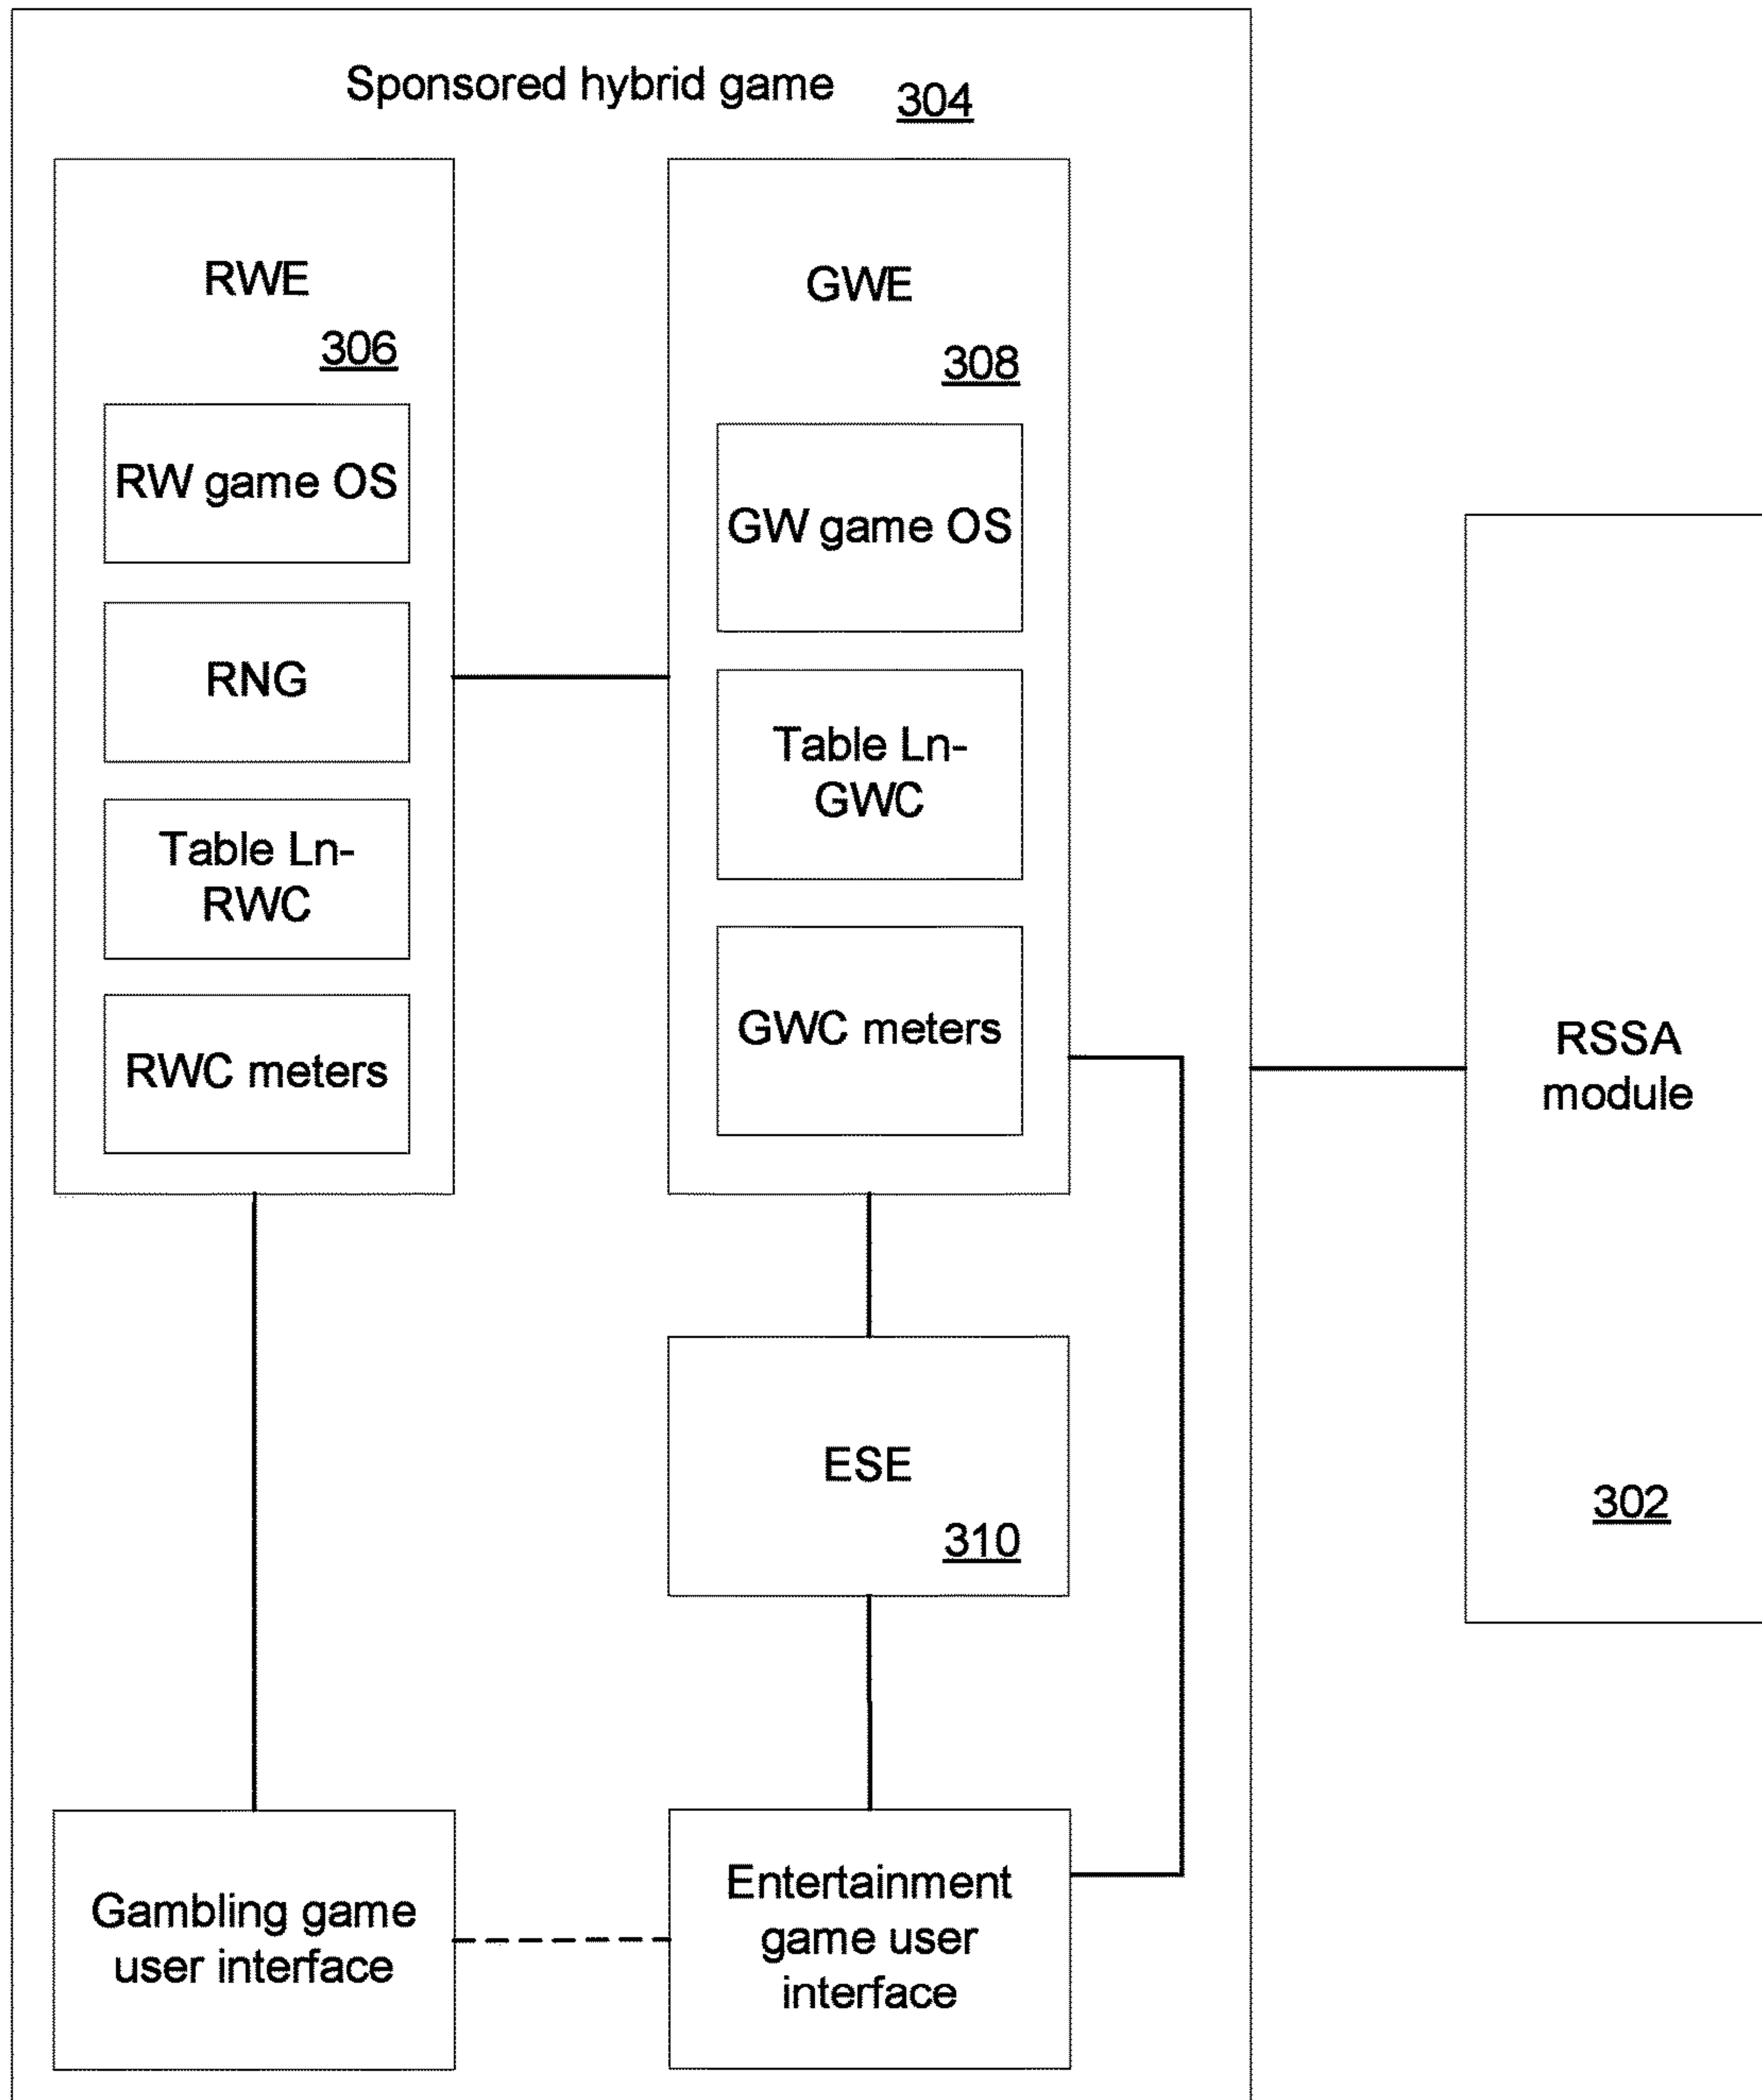 Sponsored hybrid game 304
RWE
306
RW game OS
RNG
Table Ln-
RWC
RWC meters
GWE
308
GW game OS
Table Ln-
GWC
GWC meters
ESE
310
Gambling game
user interface
Entertainment
game user
interface
RSSA
module
302